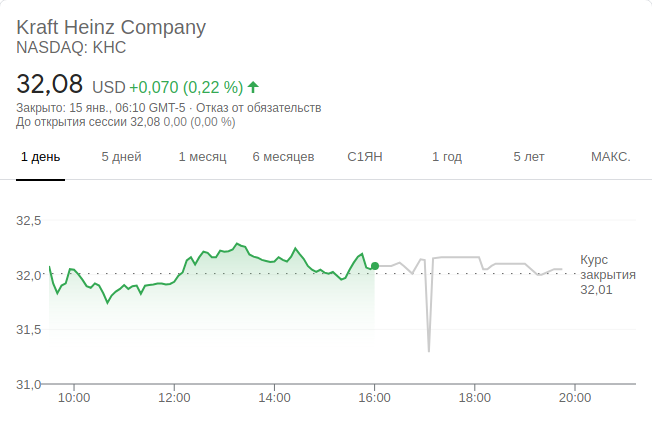 Kraft Heinz Company
NASDAQ: KHC
32,08 USD +0,070 (0,22 %)
Закрыто: 15 янв., 06:10 GMT-5 · Отказ от обязательств
До открытия сессии 32,08 0,00 (0,00 %)
1 день 5 дней 1 месяц 6 месяцев С1ЯН 1 год 5 лет МАКС.
32,5
32,0
31,5
31,0
Курс
закрытия
32,01
10:00 12:00 14:00 16:00 18:00 20:00